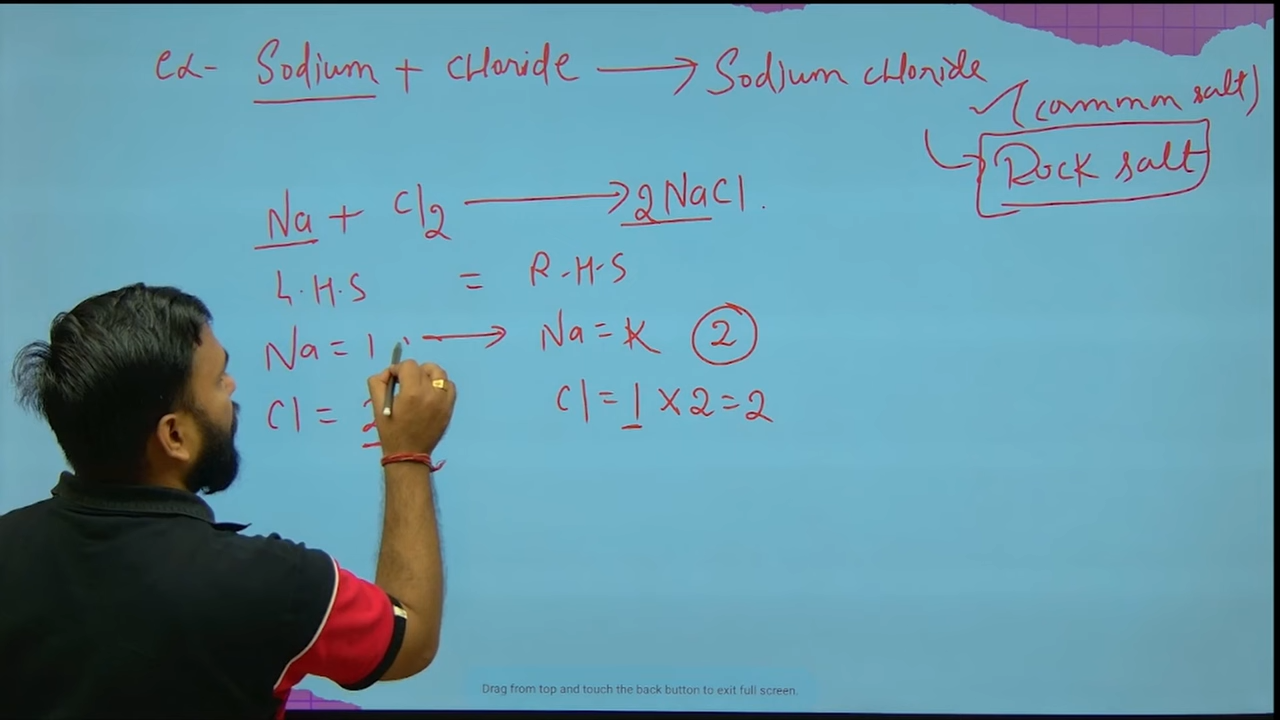 ex- Sodium + chloride → Sodium chloride
(common salt)
Rock salt
Na + Cl2 → 2NaCl.
L.H.S = R.H.S
Na = 1 → Na = 1 2
Cl = 2 Cl = 1 × 2 = 2
Drag from top and touch the back button to exit full screen.